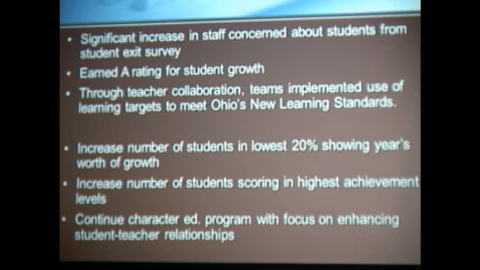 • Significant increase in staff concerned about students from
student exit survey
• Earned A rating for student growth
• Through teacher collaboration, teams implemented use of
learning targets to meet Ohio's New Learning Standards.
• Increase number of students in lowest 20% showing year's
worth of growth
• Increase number of students scoring in highest achievement
levels
• Continue character ed. program with focus on enhancing
student-teacher relationships